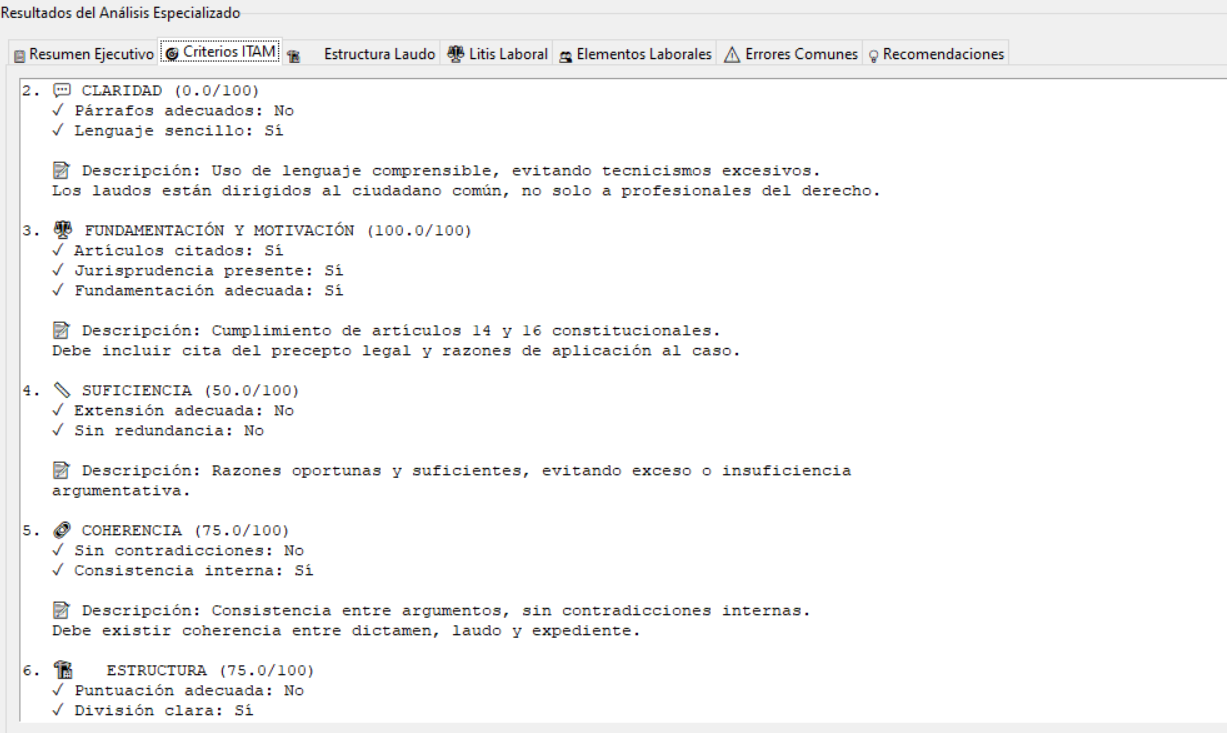 Resultados del Análisis Especializado
Resumen Ejecutivo Criterios ITAM Estructura Laudo Litis Laboral Elementos Laborales Errores Comunes Recomendaciones
2. CLARIDAD (0.0/100)
✓ Párrafos adecuados: No
✓ Lenguaje sencillo: Sí
Descripción: Uso de lenguaje comprensible, evitando tecnicismos excesivos.
Los laudos están dirigidos al ciudadano común, no solo a profesionales del derecho.
3. FUNDAMENTACIÓN Y MOTIVACIÓN (100.0/100)
✓ Artículos citados: Sí
✓ Jurisprudencia presente: Sí
✓ Fundamentación adecuada: Sí
Descripción: Cumplimiento de artículos 14 y 16 constitucionales.
Debe incluir cita del precepto legal y razones de aplicación al caso.
4. SUFICIENCIA (50.0/100)
✓ Extensión adecuada: No
✓ Sin redundancia: No
Descripción: Razones oportunas y suficientes, evitando exceso o insuficiencia
argumentativa.
5. COHERENCIA (75.0/100)
✓ Sin contradicciones: No
✓ Consistencia interna: Sí
Descripción: Consistencia entre argumentos, sin contradicciones internas.
Debe existir coherencia entre dictamen, laudo y expediente.
6. ESTRUCTURA (75.0/100)
✓ Puntuación adecuada: No
✓ División clara: Sí